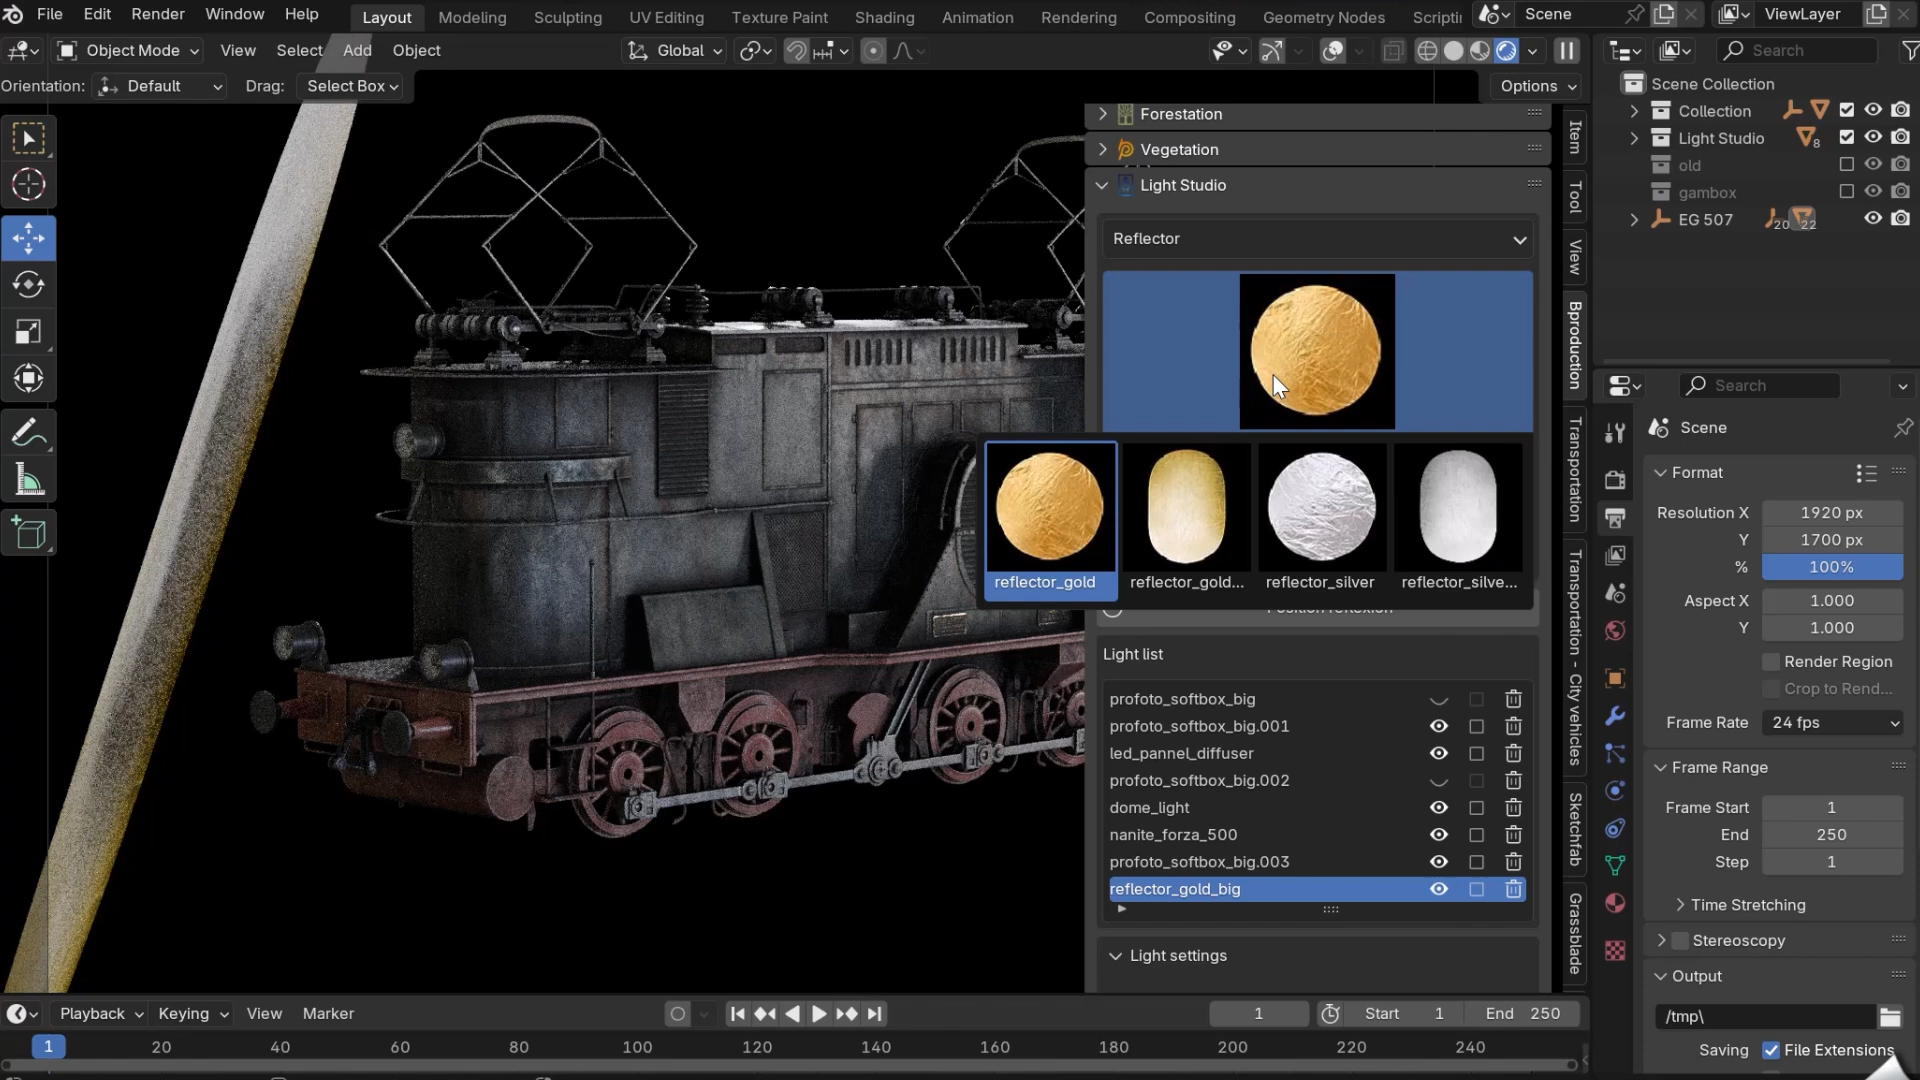 File Edit Render Window Help Layout Modeling Sculpting UV Editing Texture Paint Shading Animation Rendering Compositing Geometry Nodes Scripti Scene ViewLayer
Object Mode View Select Add Object Global Search
Orientation: Default Drag: Select Box Options
Scene Collection
Collection
Light Studio 8
old
gambox
EG 507 20 22
Forestation
Vegetation
Light Studio
Reflector
reflector_gold reflector_gold... reflector_silver reflector_silve...
Light list
profoto_softbox_big
profoto_softbox_big.001
led_pannel_diffuser
profoto_softbox_big.002
dome_light
nanite_forza_500
profoto_softbox_big.003
reflector_gold_big
Light settings
Item
Tool
View
Bproduction
Transportation
Transportation - City vehicles
Sketchfab
Grassblade
Search
Scene
Format
Resolution X 1920 px
Y 1700 px
% 100%
Aspect X 1.000
Y 1.000
Render Region
Crop to Rend...
Frame Rate 24 fps
Frame Range
Frame Start 1
End 250
Step 1
Time Stretching
Stereoscopy
Output
/tmp\
Saving File Extensions
Playback Keying View Marker 1 Start 1 End 250
1 20 40 60 80 100 120 140 160 180 200 220 240